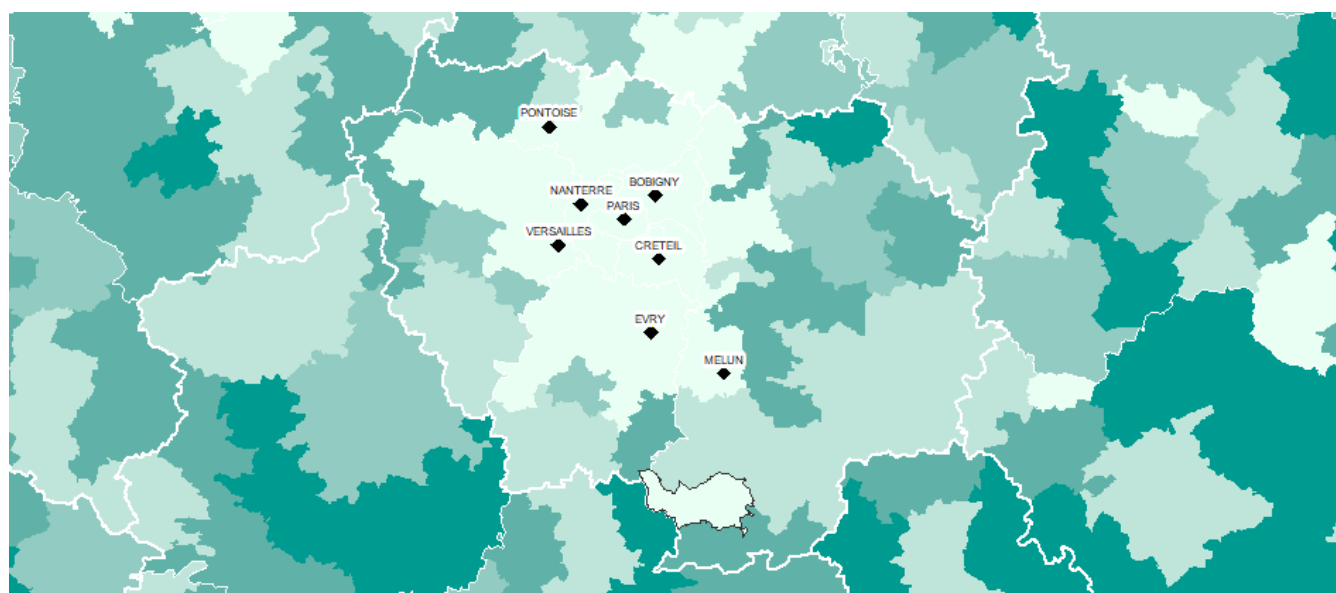 PONTOISE
BOBIGNY
NANTERRE
PARIS
VERSAILLES
CRETEIL
EVRY
MELUN